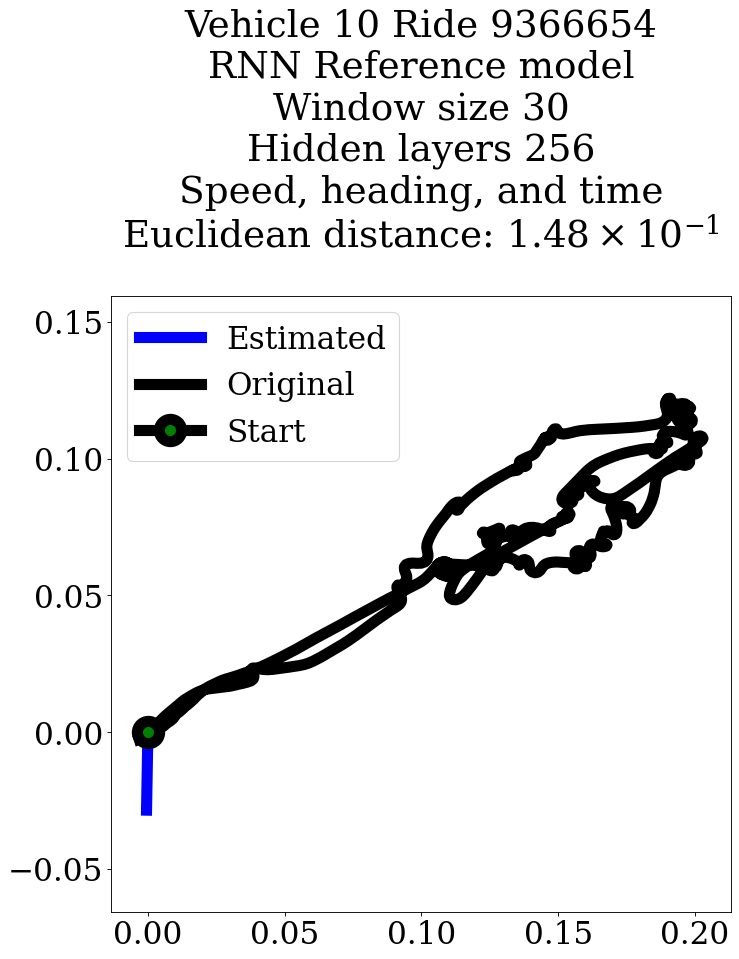 Vehicle 10 Ride 9366654
RNN Reference model
Window size 30
Hidden layers 256
Speed, heading, and time
Euclidean distance: 1.48 × 10⁻¹
Estimated
Original
Start
0.15
0.10
0.05
0.00
−0.05
0.00 0.05 0.10 0.15 0.20